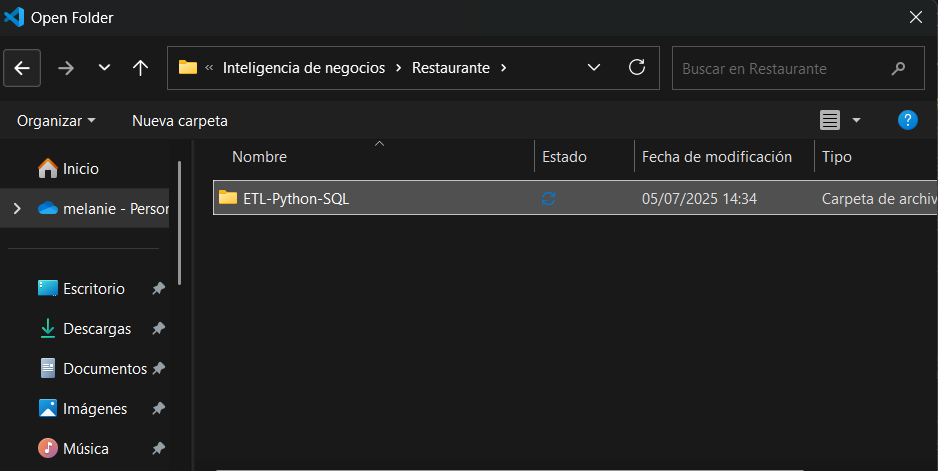 Open Folder
« Inteligencia de negocios › Restaurante ›
Buscar en Restaurante
Organizar
Nueva carpeta
?
Nombre
Estado
Fecha de modificación
Tipo
Inicio
melanie - Person
ETL-Python-SQL
05/07/2025 14:34
Carpeta de archiv
Escritorio
Descargas
Documentos
Imágenes
Música